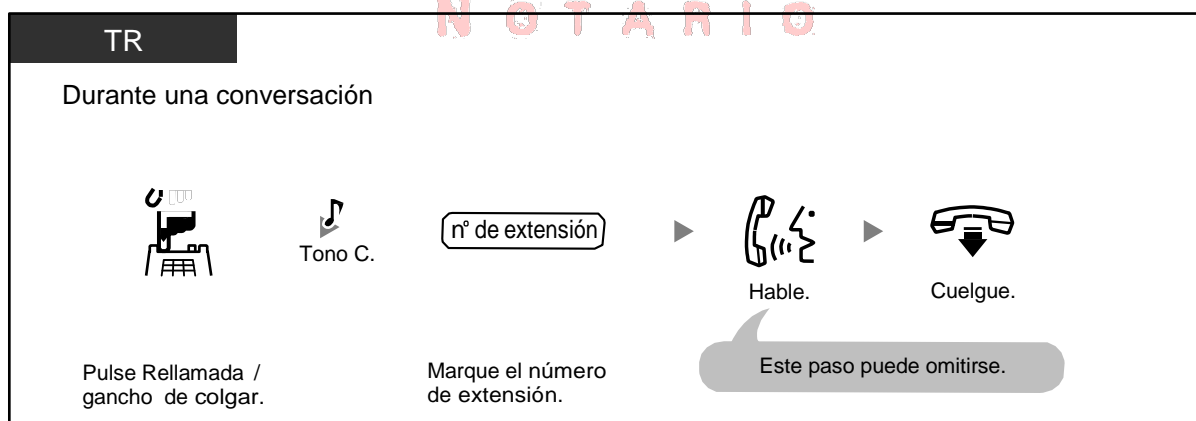 NOTARIO
TR
Durante una conversación
Tono C.
nº de extensión
Hable.
Cuelgue.
Este paso puede omitirse.
Pulse Rellamada /
gancho de colgar.
Marque el número
de extensión.